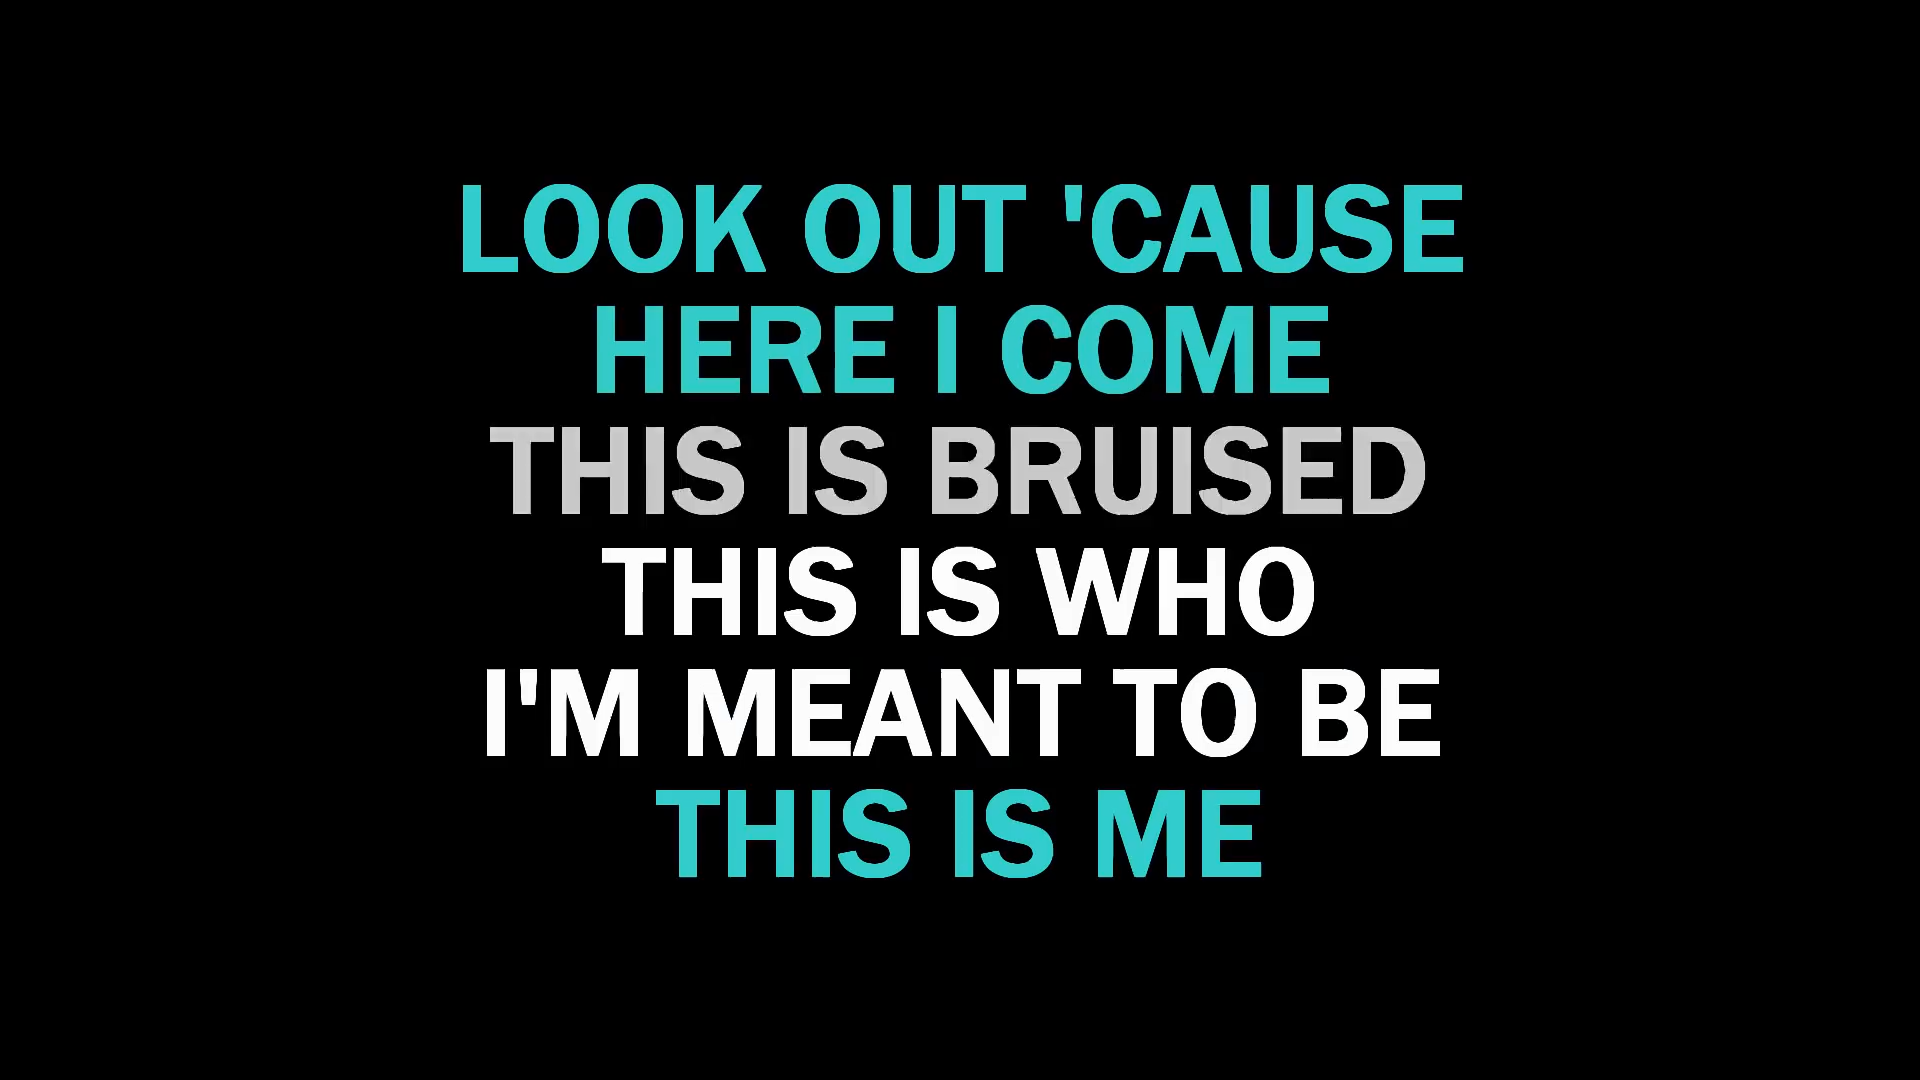 LOOK OUT 'CAUSE
HERE I COME
THIS IS BRUISED
THIS IS WHO
I'M MEANT TO BE
THIS IS ME